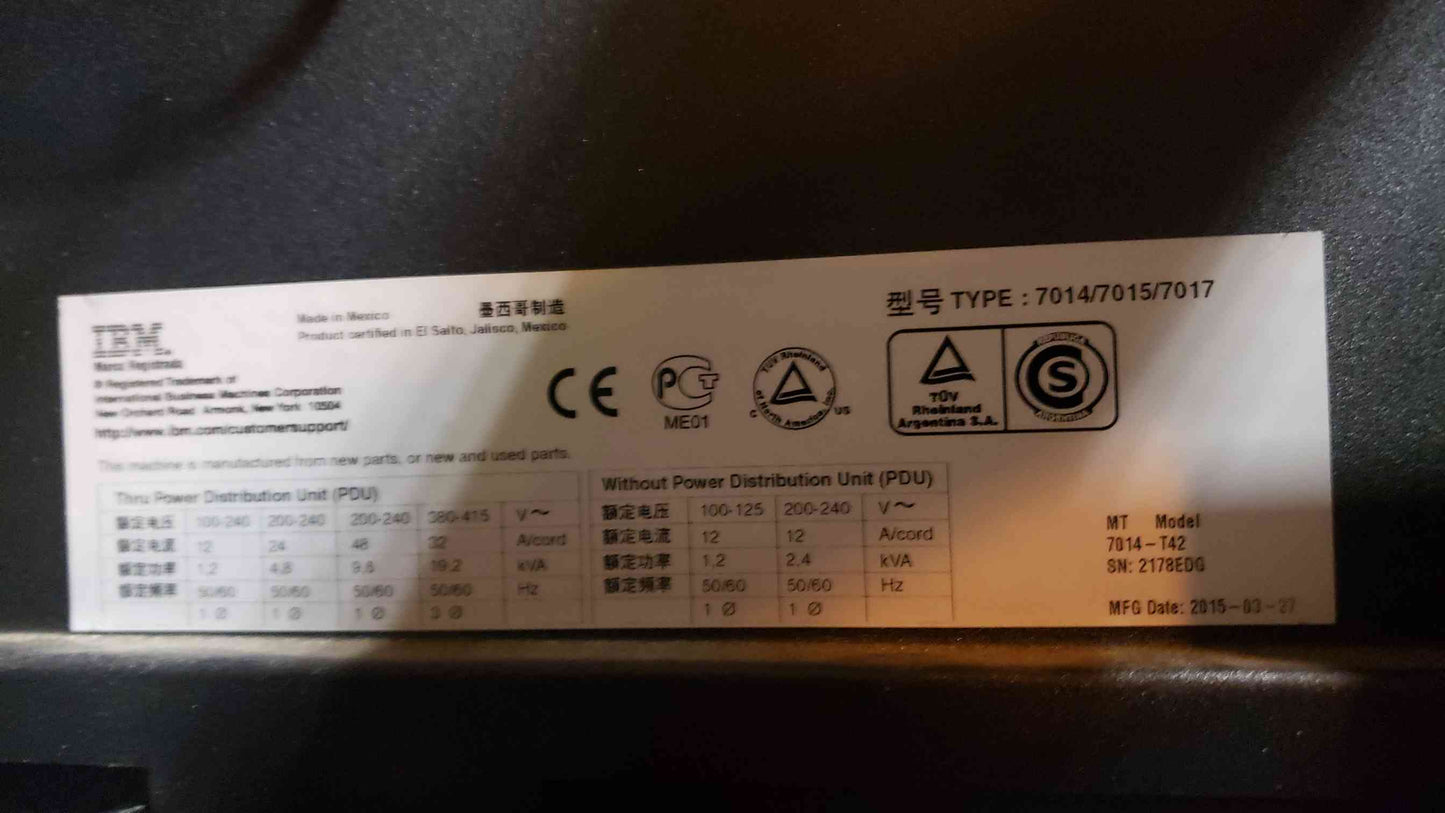 IBM.
Marca Registrada
® Registered Trademark of
International Business Machines Corporation
New Orchard Road Armonk, New York 10504
http://www.ibm.com/customersupport/
Made in Mexico 墨西哥制造
Product certified in El Salto, Jalisco, Mexico
型号 TYPE : 7014/7015/7017
CE
PCT
ME01
TÜV Rheinland
of North America, Inc.
C US
TÜV
Rheinland
Argentina S.A.
REPUBLICA
S
ARGENTINA
This machine is manufactured from new parts, or new and used parts.
Thru Power Distribution Unit (PDU)
额定电压 100-240 200-240 200-240 380-415 V~
额定电流 12 24 48 32 A/cord
额定功率 1.2 4.8 9.6 19.2 kVA
额定频率 50/60 50/60 50/60 50/60 Hz
1 Ø 1 Ø 1 Ø 3 Ø
Without Power Distribution Unit (PDU)
额定电压 100-125 200-240 V~
额定电流 12 12 A/cord
额定功率 1.2 2.4 kVA
额定频率 50/60 50/60 Hz
1 Ø 1 Ø
MT Model
7014-T42
SN: 2178EDG
MFG Date: 2015-03-27